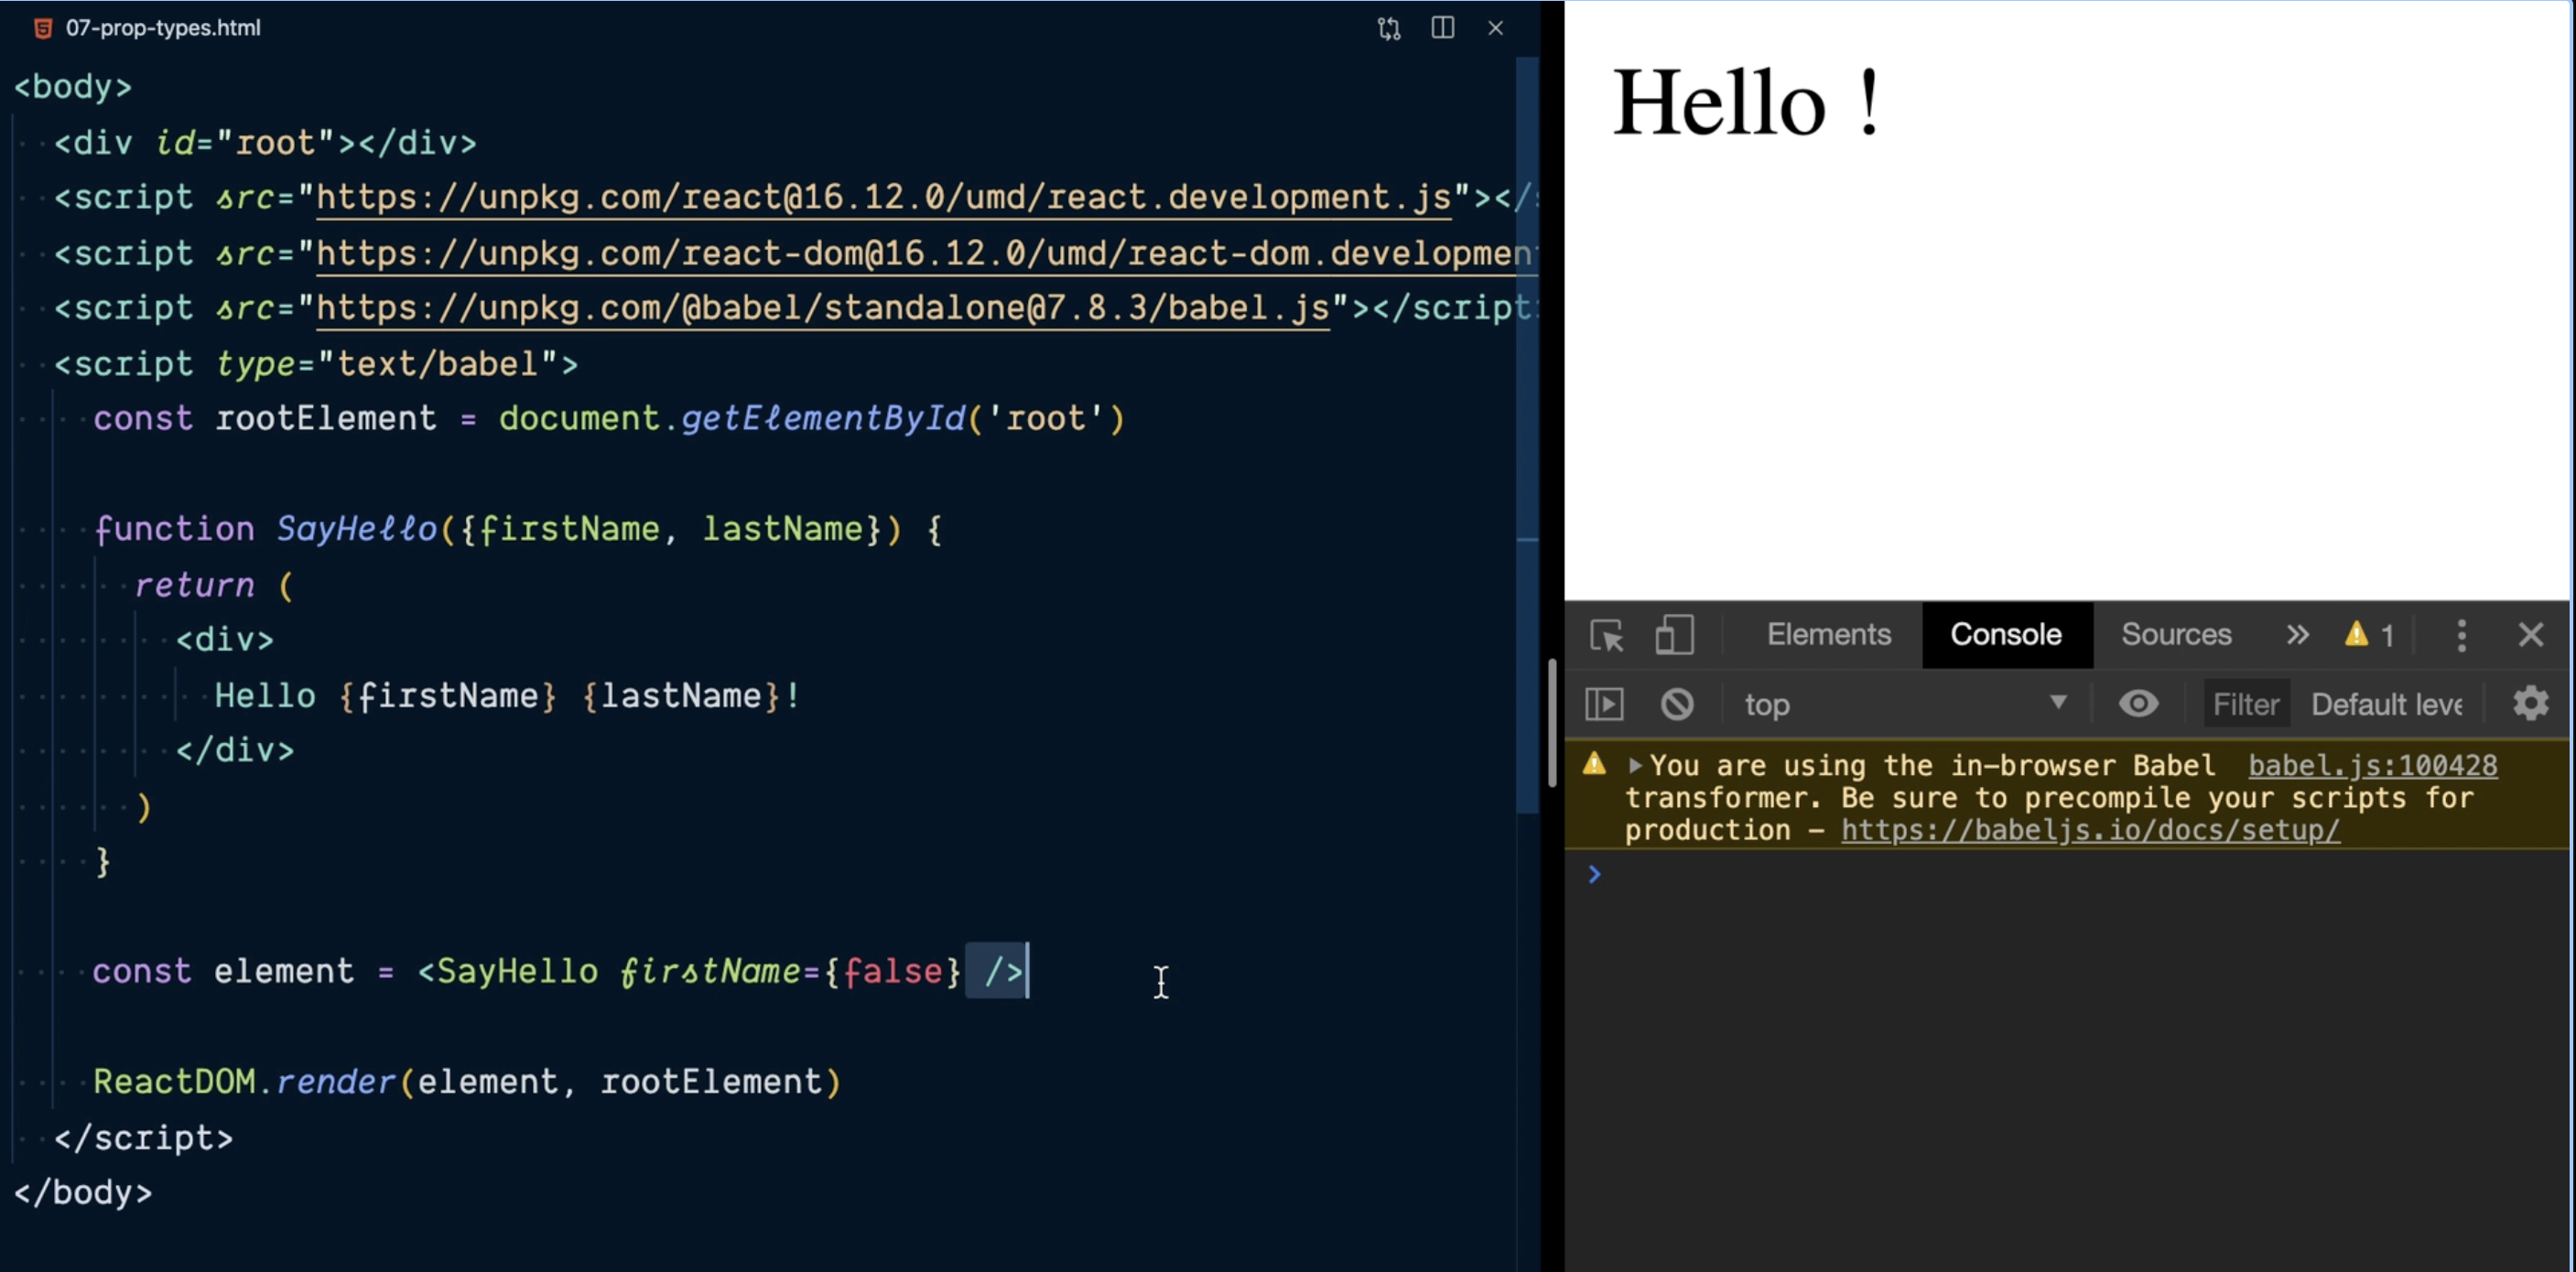 07-prop-types.html
<body>
<div id="root"></div>
<script src="https://unpkg.com/react@16.12.0/umd/react.development.js"></
<script src="https://unpkg.com/react-dom@16.12.0/umd/react-dom.developmen
<script src="https://unpkg.com/@babel/standalone@7.8.3/babel.js"></script
<script type="text/babel">
const rootElement = document.getElementById('root')
function SayHello({firstName, lastName}) {
return (
<div>
Hello {firstName} {lastName}!
</div>
)
}
const element = <SayHello firstName={false} />
ReactDOM.render(element, rootElement)
</script>
</body>
Hello !
Elements Console Sources » 1
top Filter Default leve
You are using the in-browser Babel babel.js:100428
transformer. Be sure to precompile your scripts for
production – https://babeljs.io/docs/setup/